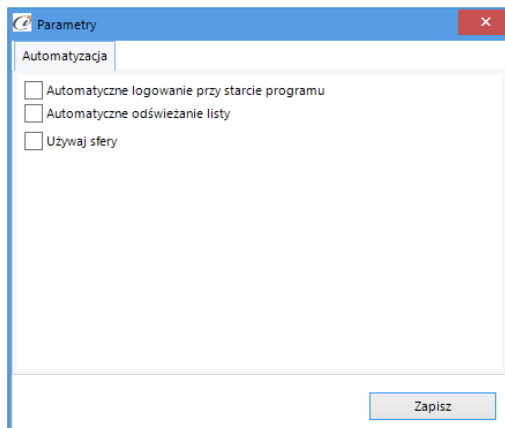 Parametry
Automatyzacja
Automatyczne logowanie przy starcie programu
Automatyczne odświeżanie listy
Używaj sfery
Zapisz